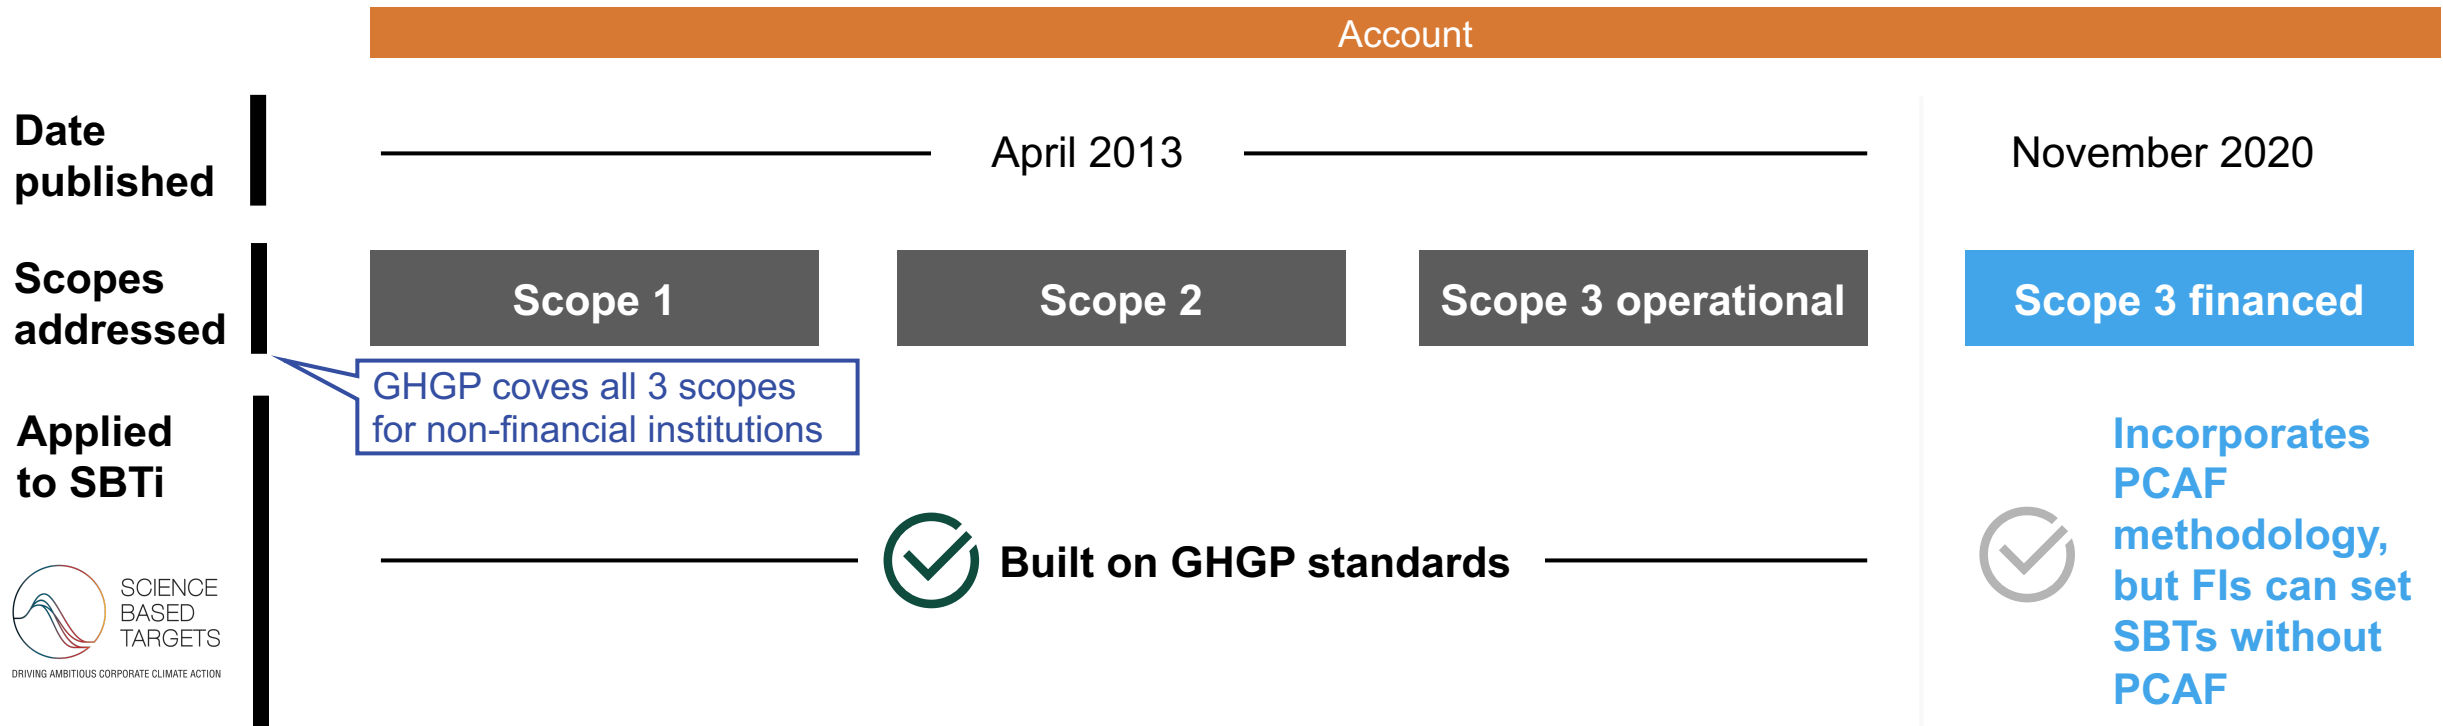 Account
Date
published
April 2013
November 2020
Scopes
addressed
Scope 1
Scope 2
Scope 3 operational
Scope 3 financed
GHGP coves all 3 scopes
for non-financial institutions
Applied
to SBTi
SCIENCE
BASED
TARGETS
DRIVING AMBITIOUS CORPORATE CLIMATE ACTION
Built on GHGP standards
Incorporates
PCAF
methodology,
but FIs can set
SBTs without
PCAF